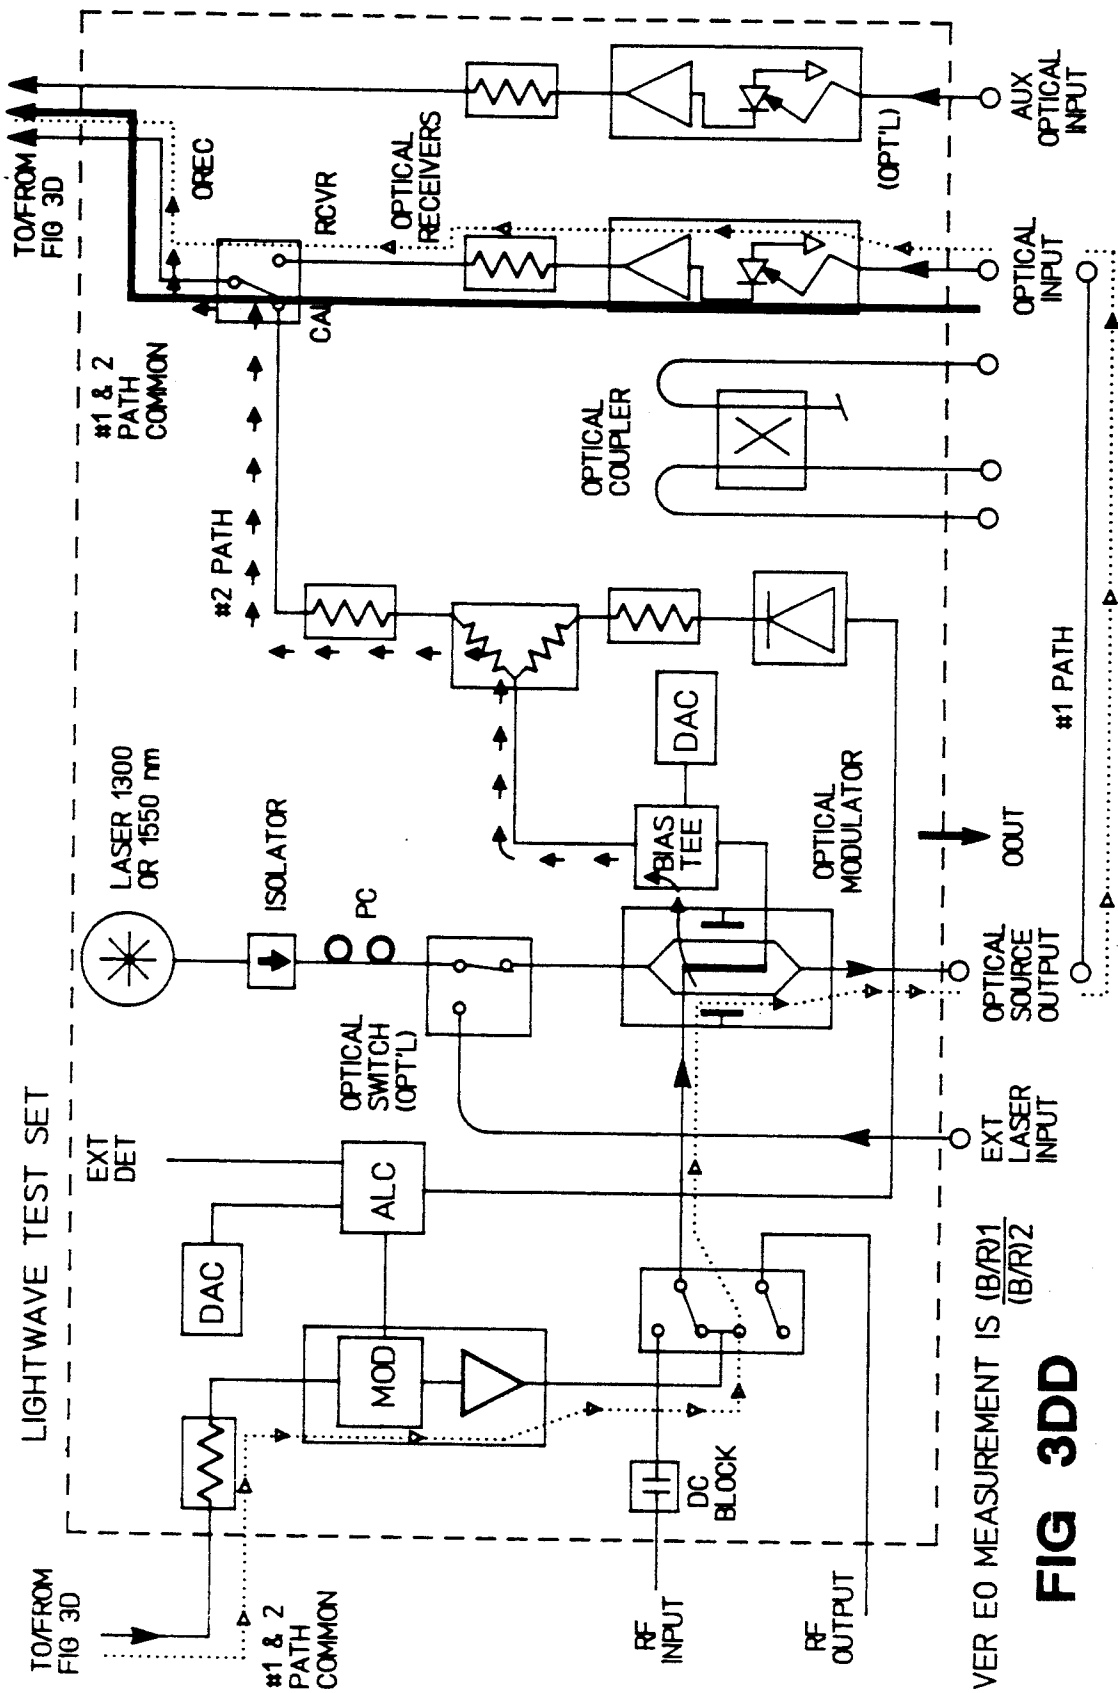 LIGHTWAVE TEST SET
TO/FROM
FIG 3D
#1 & 2
PATH
COMMON
DAC
EXT
DET
ALC
MOD
RF
INPUT
DC
BLOCK
RF
OUTPUT
LASER 1300
OR 1550 nm
ISOLATOR
PC
OPTICAL
SWITCH
(OPT'L)
EXT
LASER
INPUT
BIAS
TEE
DAC
OPTICAL
MODULATOR
OPTICAL
SOURCE
OUTPUT
OOUT
#1 PATH
#2 PATH
OPTICAL
COUPLER
#1 & 2
PATH
COMMON
TO/FROM
FIG 3D
OREC
RCVR
CAL
OPTICAL
RECEIVERS
OPTICAL
INPUT
(OPT'L)
AUX
OPTICAL
INPUT
VER EO MEASUREMENT IS (B/R)1
(B/R)2
FIG 3DD